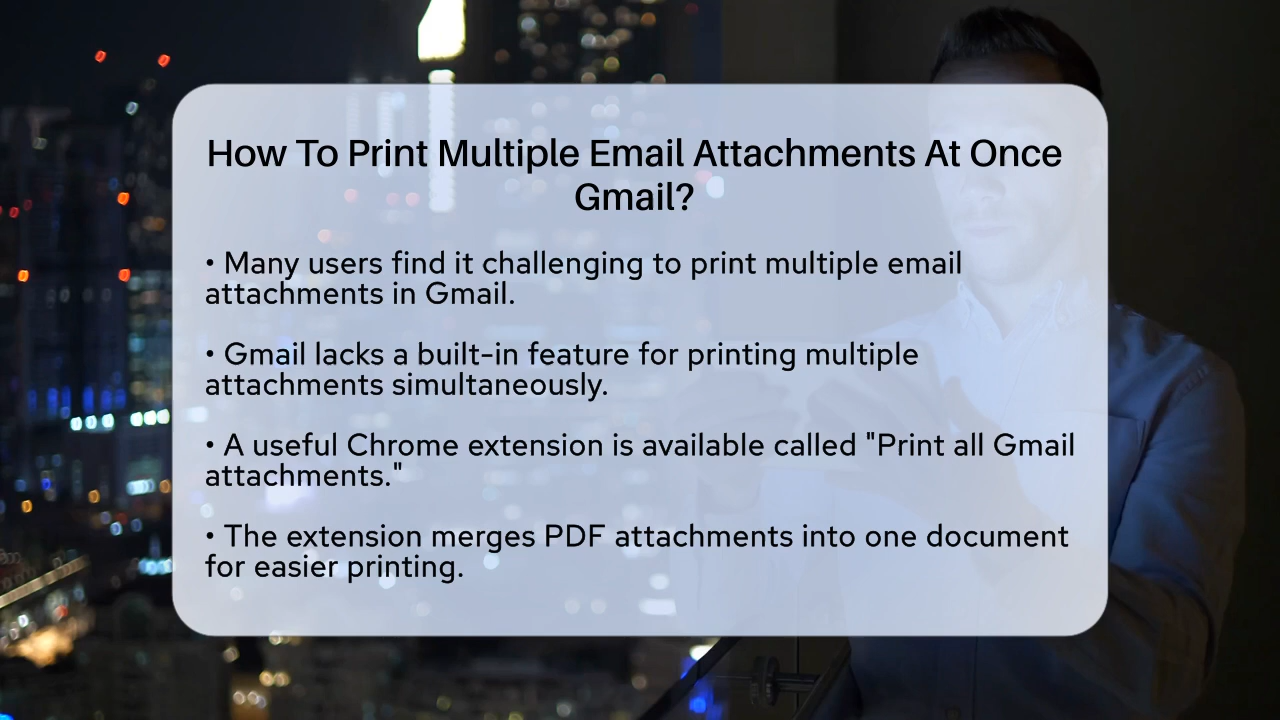 How To Print Multiple Email Attachments At Once
Gmail?
• Many users find it challenging to print multiple email
attachments in Gmail.
• Gmail lacks a built-in feature for printing multiple
attachments simultaneously.
• A useful Chrome extension is available called "Print all Gmail
attachments."
• The extension merges PDF attachments into one document
for easier printing.